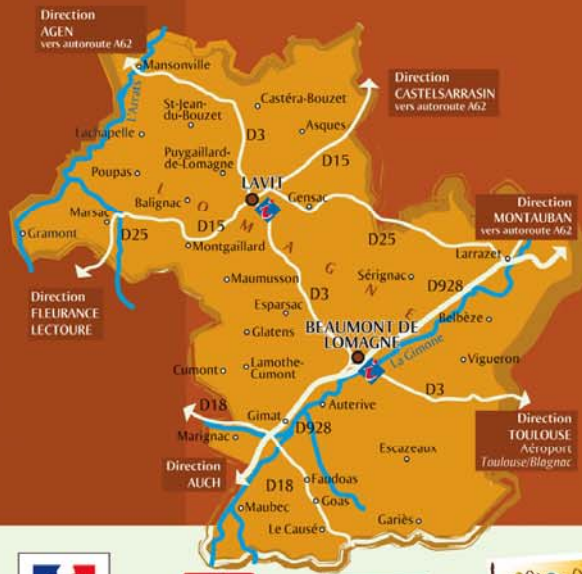 Direction
AGEN
vers autoroute A62
Mansonville
L'Arrats
Direction
CASTELSARRASIN
vers autoroute A62
St-Jean-
du-Bouzet
Castéra-Bouzet
Lachapelle
D3
Asques
Poupas
Puygaillard-
de-Lomagne
D15
LAVIT
Balignac
Gensac
Direction
MONTAUBAN
vers autoroute A62
LOMAGNE
Marsac
Gramont
D25
D15
Montgaillard
D25
Larrazet
Maumusson
Sérignac
D928
Direction
FLEURANCE
LECTOURE
D3
Esparsac
Belbèze
Glatens
BEAUMONT DE
LOMAGNE
La Gimone
Vigueron
Cumont
Lamothe-
Cumont
D3
D18
Auterive
Gimat
D928
Marignac
Direction
TOULOUSE
Aéroport
Toulouse/Blagnac
Escazeaux
Direction
AUCH
D18
Faudoas
Maubec
Goas
Le Causé
Gariès